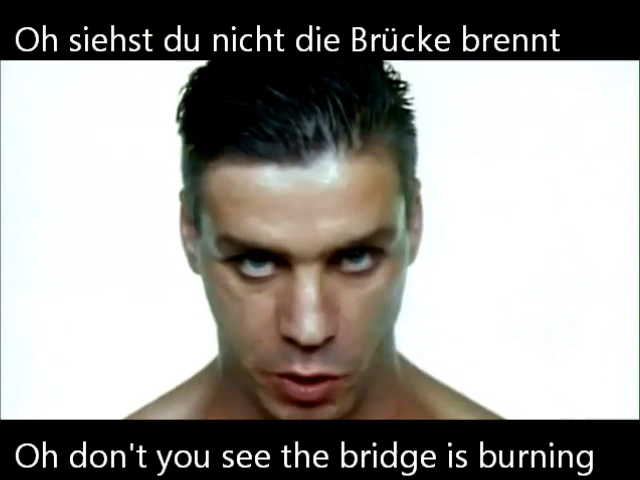 Oh siehst du nicht die Brücke brennt
Oh don't you see the bridge is burning